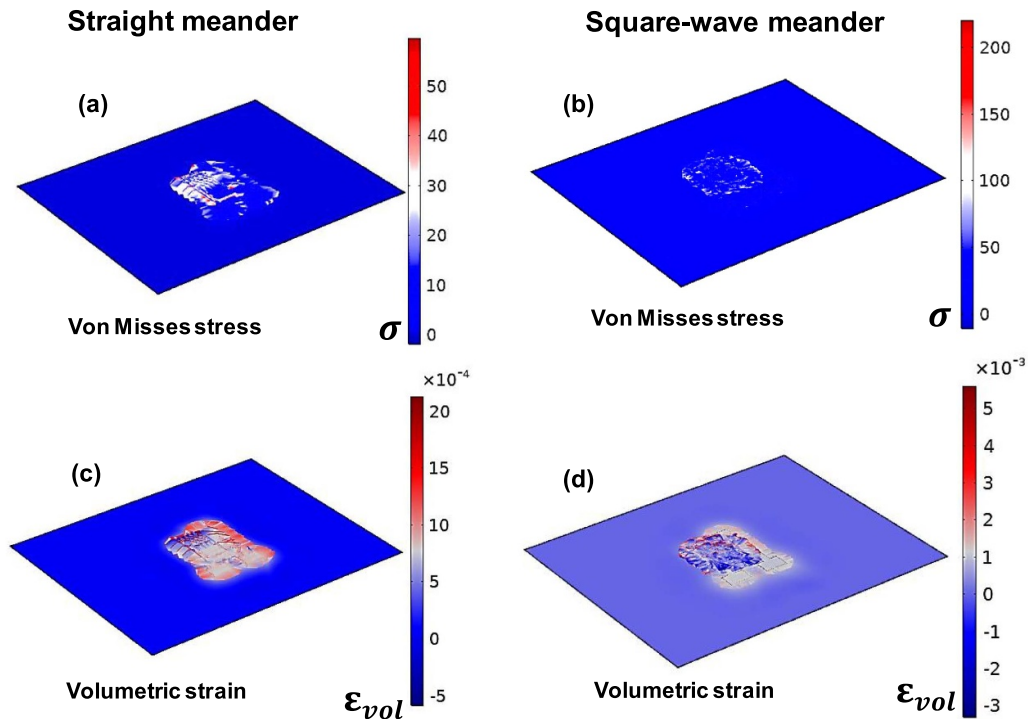 Straight meander
Square-wave meander
(a)
50
40
30
20
10
0
Von Misses stress
σ
(b)
200
150
100
50
0
Von Misses stress
σ
×10⁻⁴
(c)
20
15
10
5
0
-5
Volumetric strain
εvol
×10⁻³
(d)
5
4
3
2
1
0
-1
-2
-3
Volumetric strain
εvol